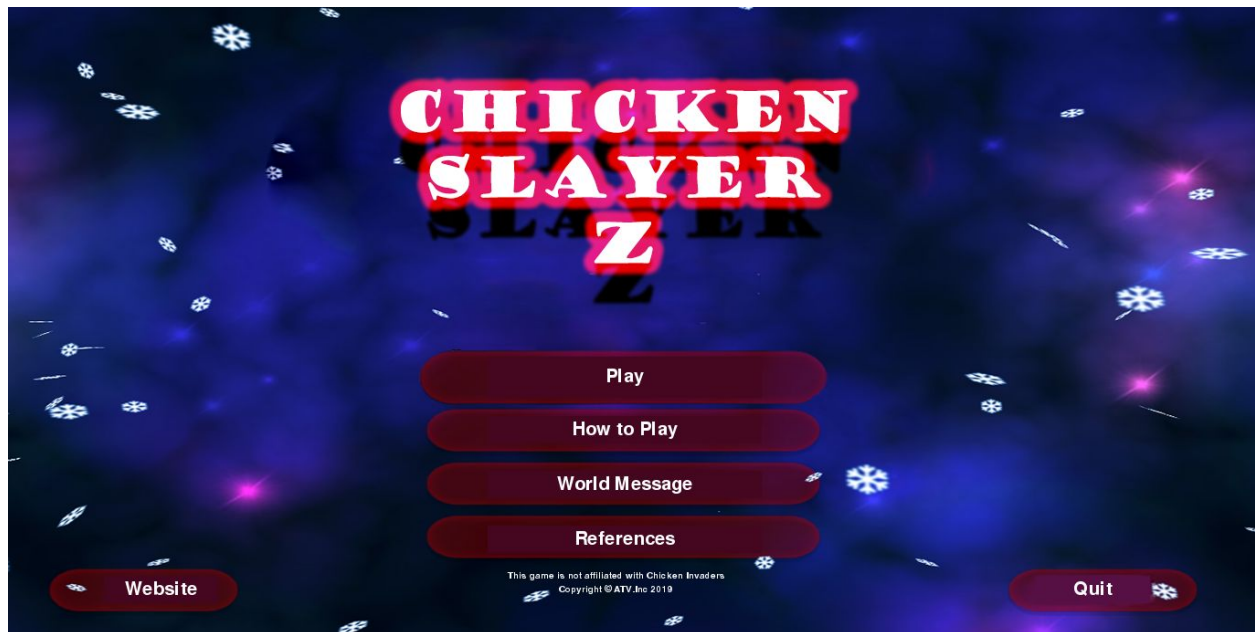 CHICKEN
SLAYER
Z
Play
How to Play
World Message
References
This game is not affiliated with Chicken Invaders
Copyright © ATV.Inc 2019
Website
Quit